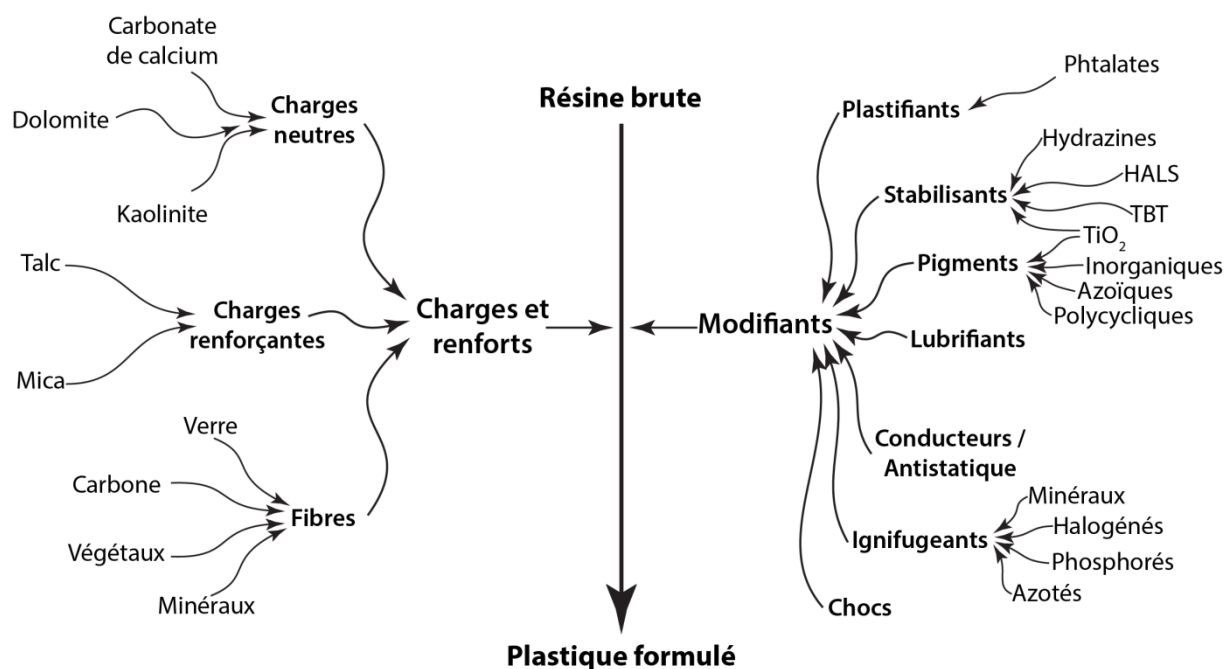 Carbonate
de calcium
Dolomite
Charges
neutres
Kaolinite
Talc
Charges
renforçantes
Mica
Verre
Carbone
Fibres
Végétaux
Minéraux
Charges et
renforts
Résine brute
Plastique formulé
Modifiants
Plastifiants
Phtalates
Stabilisants
Hydrazines
HALS
TBT
TiO₂
Pigments
Inorganiques
Azoïques
Polycycliques
Lubrifiants
Conducteurs /
Antistatique
Ignifugeants
Minéraux
Halogénés
Phosphorés
Azotés
Chocs